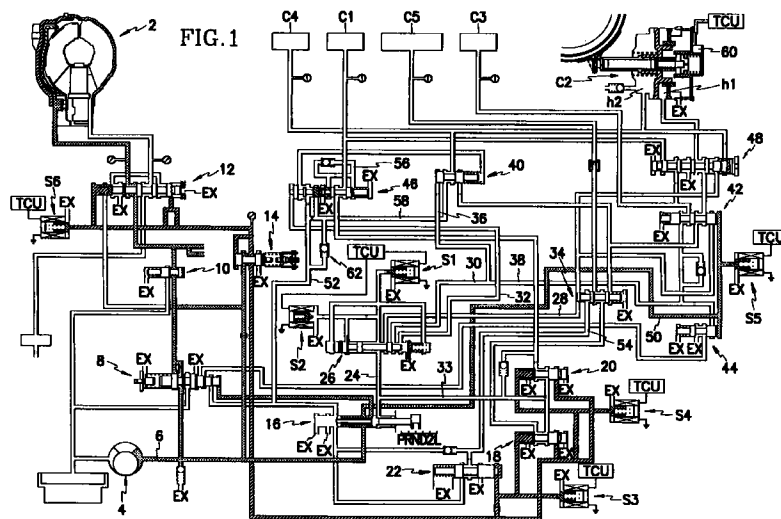 FIG.1
C4 C1 C5 C3
TCU
60
2
C2
h2
h1
EX
12
EX
EX
56
46
EX
EX
40
EX
48
EX
TCU
S6
EX
58
36
42
EX
14
EX
TCU
S1
EX
62
52
30
38
34
EX
TCU
EX
S5
10
EX
32
28
S2
EX
26
EX
24
54
50
EX
44
8
EX
EX
33
20
EX
TCU
EX
S4
16
EX
EX
PRND2L
18
EX
TCU
6
EX
22
EX
EX
EX
S3
4